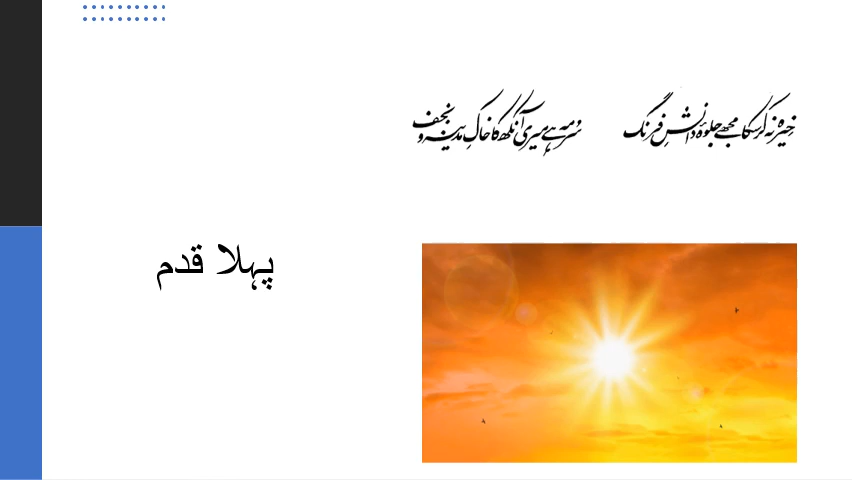 خیرہ نہ کر سکا مجھے جلوۂ دانشِ فرنگ سرمہ ہے میری آنکھ کا خاکِ مدینہ و نجف
پہلا قدم